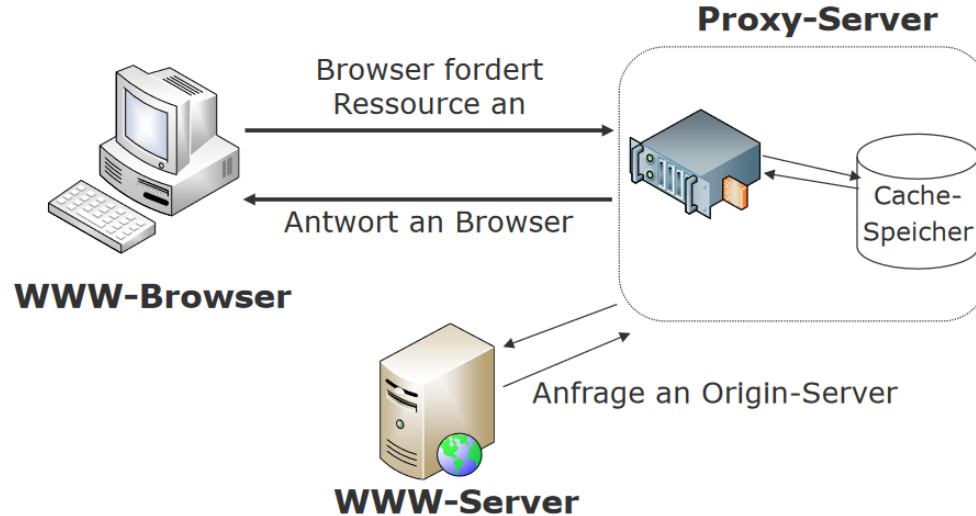 Proxy-Server
Browser fordert
Ressource an
Antwort an Browser
Cache-
Speicher
WWW-Browser
Anfrage an Origin-Server
WWW-Server